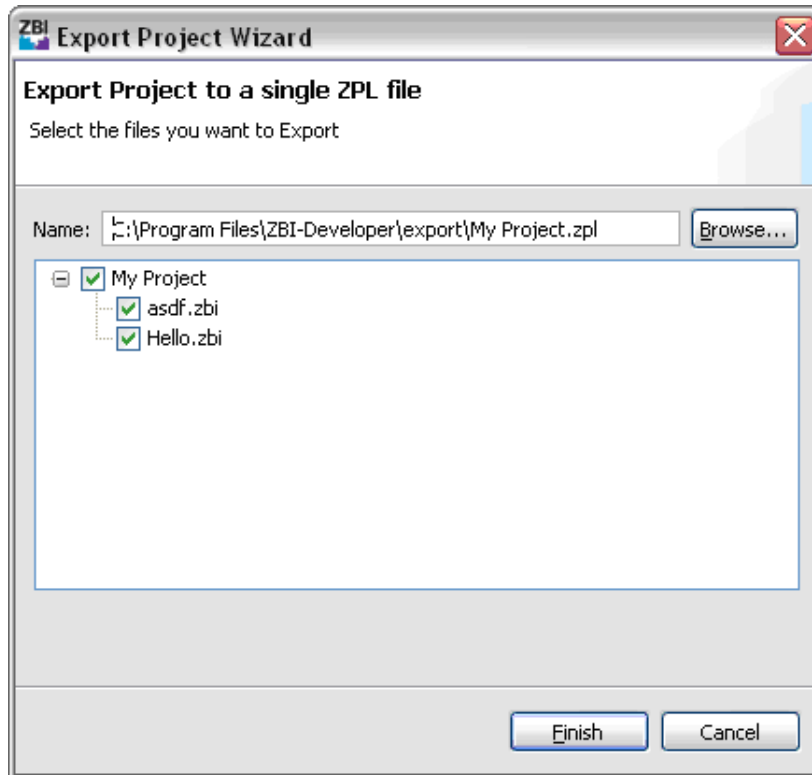 ZBI Export Project Wizard
Export Project to a single ZPL file
Select the files you want to Export
Name: C:\Program Files\ZBI-Developer\export\My Project.zpl Browse...
My Project
asdf.zbi
Hello.zbi
Finish Cancel